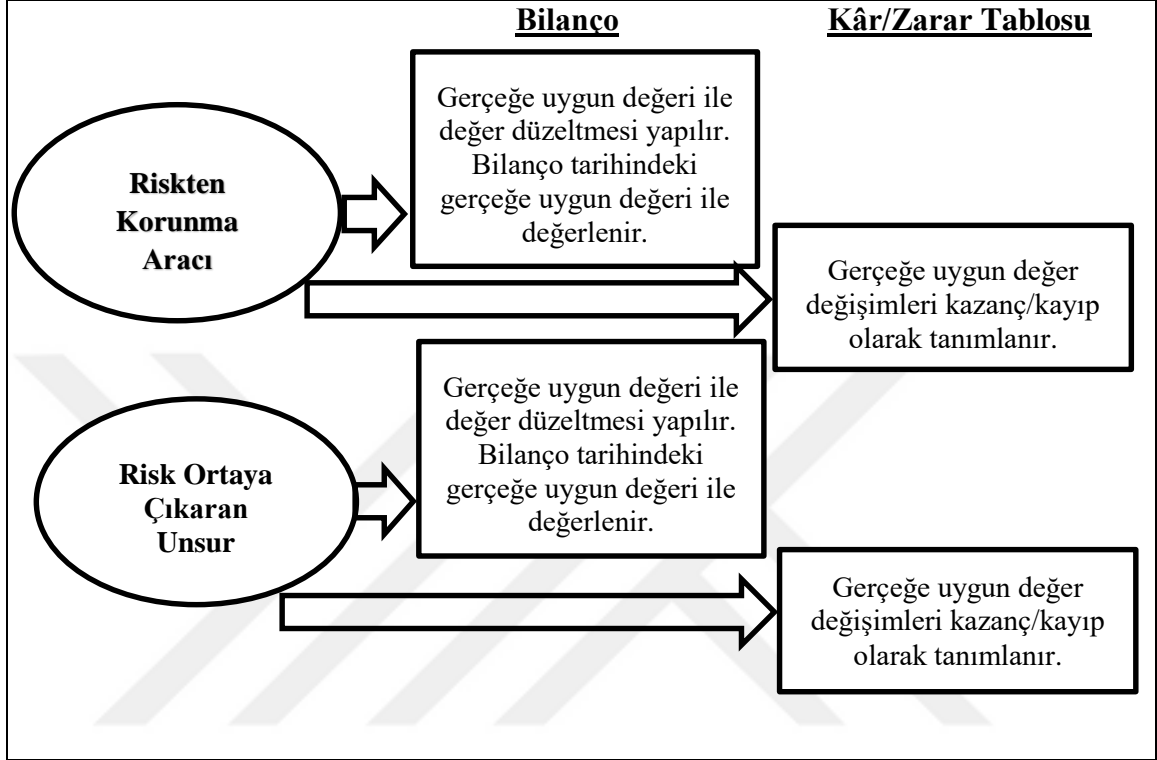 Bilanço
Kâr/Zarar Tablosu
Riskten
Korunma
Aracı
Gerçeğe uygun değeri ile
değer düzeltmesi yapılır.
Bilanço tarihindeki
gerçeğe uygun değeri ile
değerlenir.
Gerçeğe uygun değer
değişimleri kazanç/kayıp
olarak tanımlanır.
Risk Ortaya
Çıkaran
Unsur
Gerçeğe uygun değeri ile
değer düzeltmesi yapılır.
Bilanço tarihindeki
gerçeğe uygun değeri ile
değerlenir.
Gerçeğe uygun değer
değişimleri kazanç/kayıp
olarak tanımlanır.